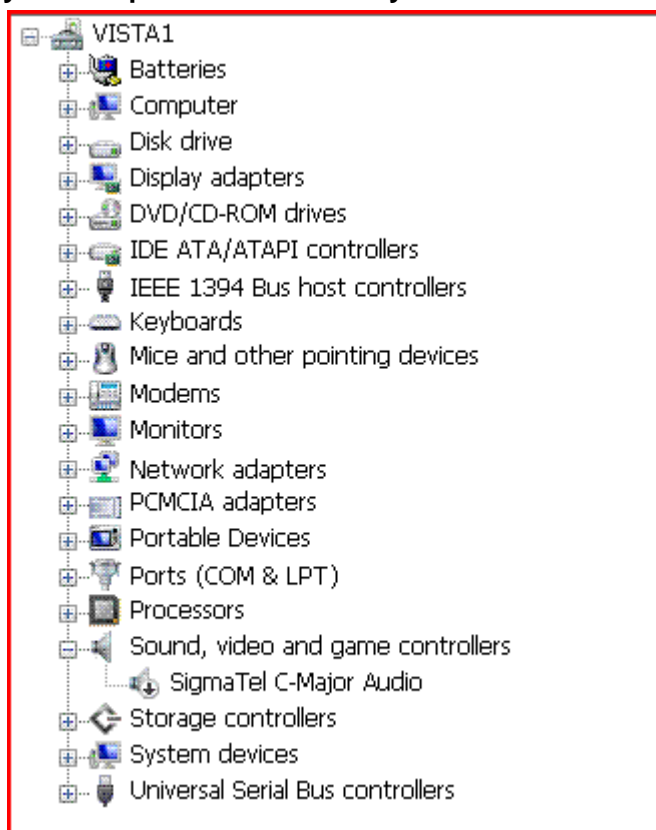 VISTA1
Batteries
Computer
Disk drive
Display adapters
DVD/CD-ROM drives
IDE ATA/ATAPI controllers
IEEE 1394 Bus host controllers
Keyboards
Mice and other pointing devices
Modems
Monitors
Network adapters
PCMCIA adapters
Portable Devices
Ports (COM & LPT)
Processors
Sound, video and game controllers
SigmaTel C-Major Audio
Storage controllers
System devices
Universal Serial Bus controllers